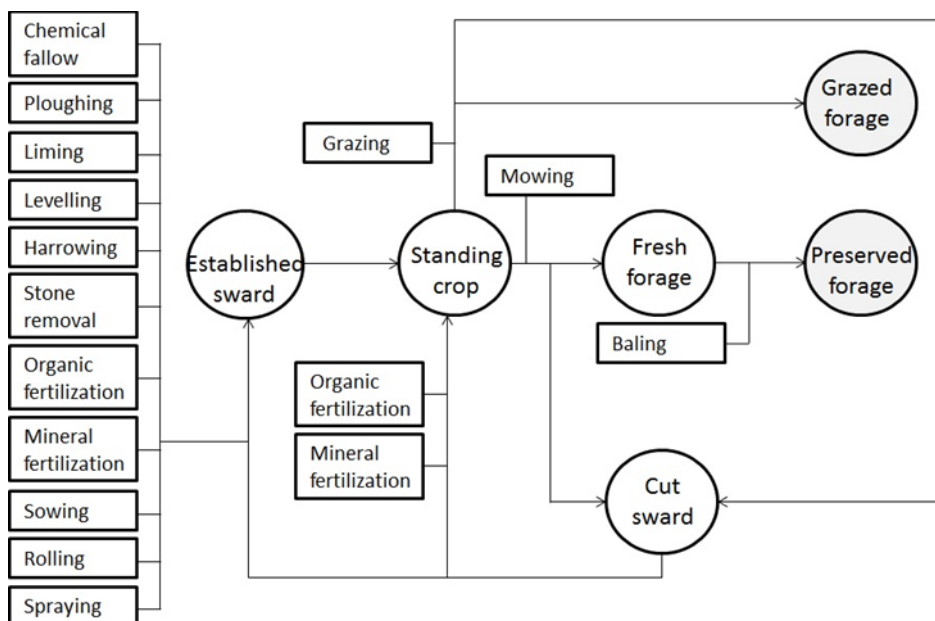 Chemical
fallow
Ploughing
Liming
Levelling
Harrowing
Stone
removal
Organic
fertilization
Mineral
fertilization
Sowing
Rolling
Spraying
Established
sward
Grazing
Standing
crop
Organic
fertilization
Mineral
fertilization
Mowing
Fresh
forage
Baling
Cut
sward
Grazed
forage
Preserved
forage